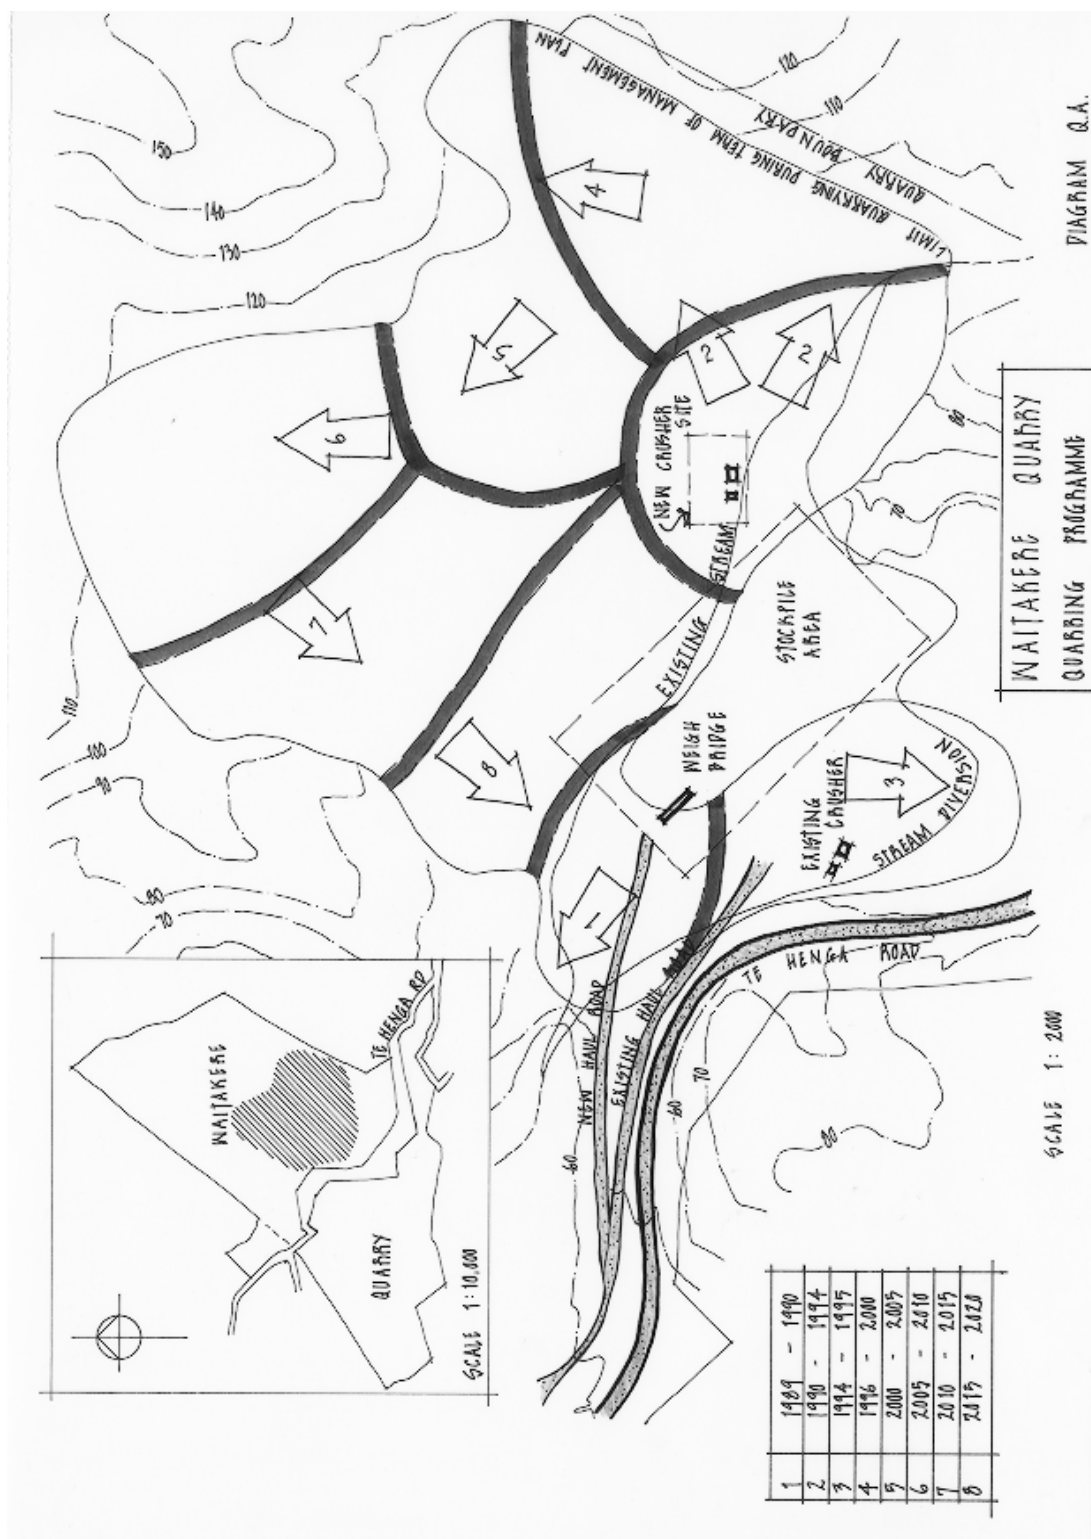 150
140
130
120
120
110
LIMIT QUARRYING DURING TERM OF MANAGEMENT PLAN
QUARRY BOUNDARY
4
5
6
2
2
NEW CRUSHER
SITE
7
8
EXISTING STREAM
STOCKPILE
AREA
80
70
110
100
90
80
70
WEIGH
BRIDGE
1
3
EXISTING
CRUSHER
STREAM DIVERSION
NEW HAUL ROAD
EXISTING HAUL ROAD
TE HENGA ROAD
60
60
70
80
WAITAKERE
QUARRY
TE HENGA RD
SCALE 1:10,000
1 1989 - 1990
2 1990 - 1994
3 1994 - 1995
4 1996 - 2000
5 2000 - 2005
6 2005 - 2010
7 2010 - 2015
8 2015 - 2020
SCALE 1:2000
WAITAKERE QUARRY
QUARRING PROGRAMME
DIAGRAM Q.A.